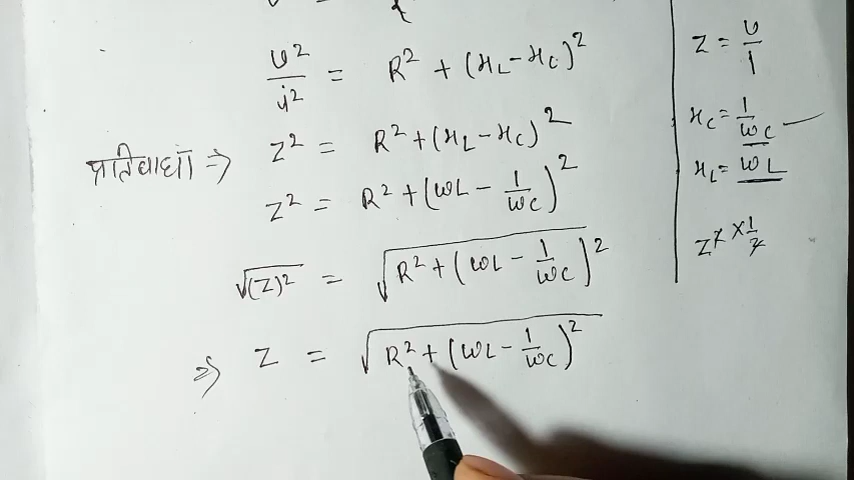 v²/i² = R² + (x_L - x_C)²
प्रतिबाधा ⇒ Z² = R² + (x_L - x_C)²
Z² = R² + (ωL - 1/ωC)²
√(Z)² = √R² + (ωL - 1/ωC)²
⇒ Z = √R² + (ωL - 1/ωC)²
Z = v/I
x_C = 1/ωC
x_L = ωL
Z^2 × 1/2